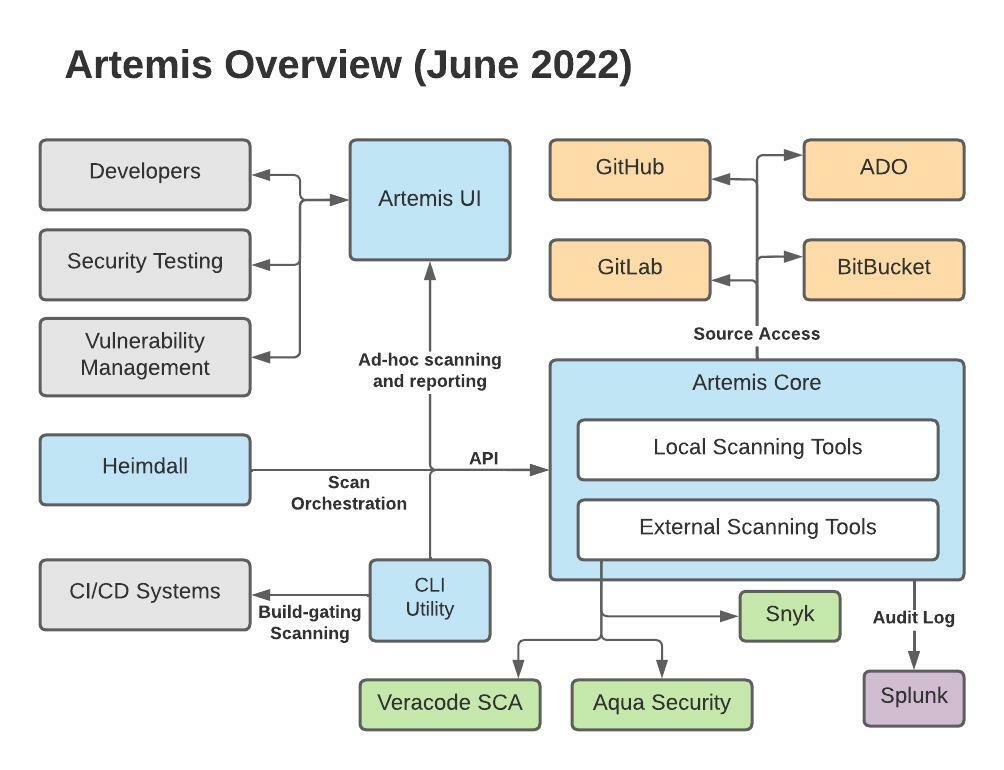 Artemis Overview (June 2022)
Developers
Artemis UI
GitHub
ADO
Security Testing
GitLab
BitBucket
Vulnerability
Management
Source Access
Ad-hoc scanning
and reporting
Artemis Core
Local Scanning Tools
External Scanning Tools
Heimdall
API
Scan
Orchestration
CI/CD Systems
Build-gating
Scanning
CLI
Utility
Snyk
Audit Log
Veracode SCA
Aqua Security
Splunk